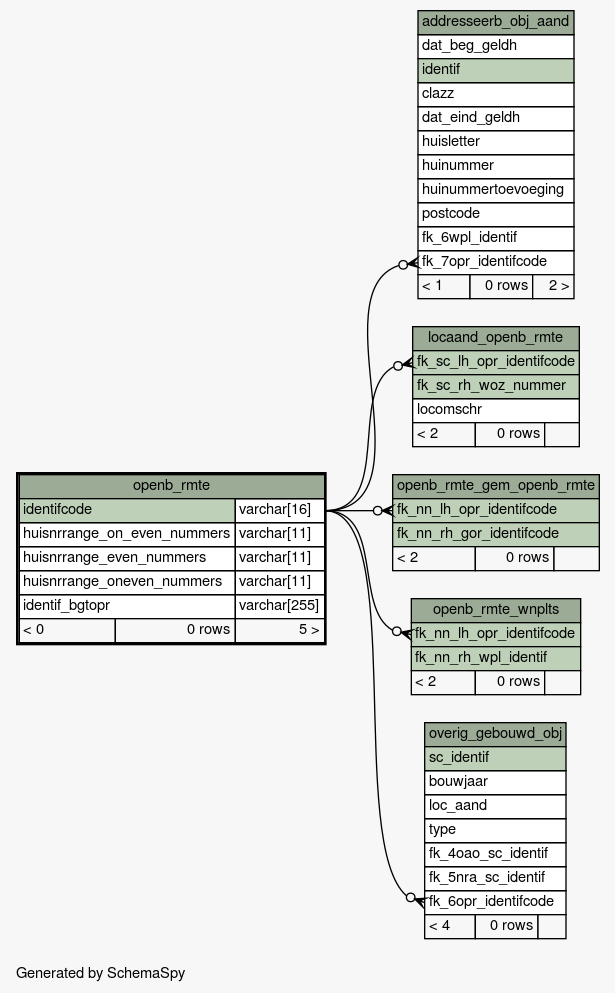 addresseerb_obj_aand
dat_beg_geldh
identif
clazz
dat_eind_geldh
huisletter
huinummer
huinummertoevoeging
postcode
fk_6wpl_identif
fk_7opr_identifcode
< 1 0 rows 2 >
locaand_openb_rmte
fk_sc_lh_opr_identifcode
fk_sc_rh_woz_nummer
locomschr
< 2 0 rows
openb_rmte
identifcode varchar[16]
huisnrrange_on_even_nummers varchar[11]
huisnrrange_even_nummers varchar[11]
huisnrrange_oneven_nummers varchar[11]
identif_bgtopr varchar[255]
< 0 0 rows 5 >
openb_rmte_gem_openb_rmte
fk_nn_lh_opr_identifcode
fk_nn_rh_gor_identifcode
< 2 0 rows
openb_rmte_wnplts
fk_nn_lh_opr_identifcode
fk_nn_rh_wpl_identif
< 2 0 rows
overig_gebouwd_obj
sc_identif
bouwjaar
loc_aand
type
fk_4oao_sc_identif
fk_5nra_sc_identif
fk_6opr_identifcode
< 4 0 rows
Generated by SchemaSpy